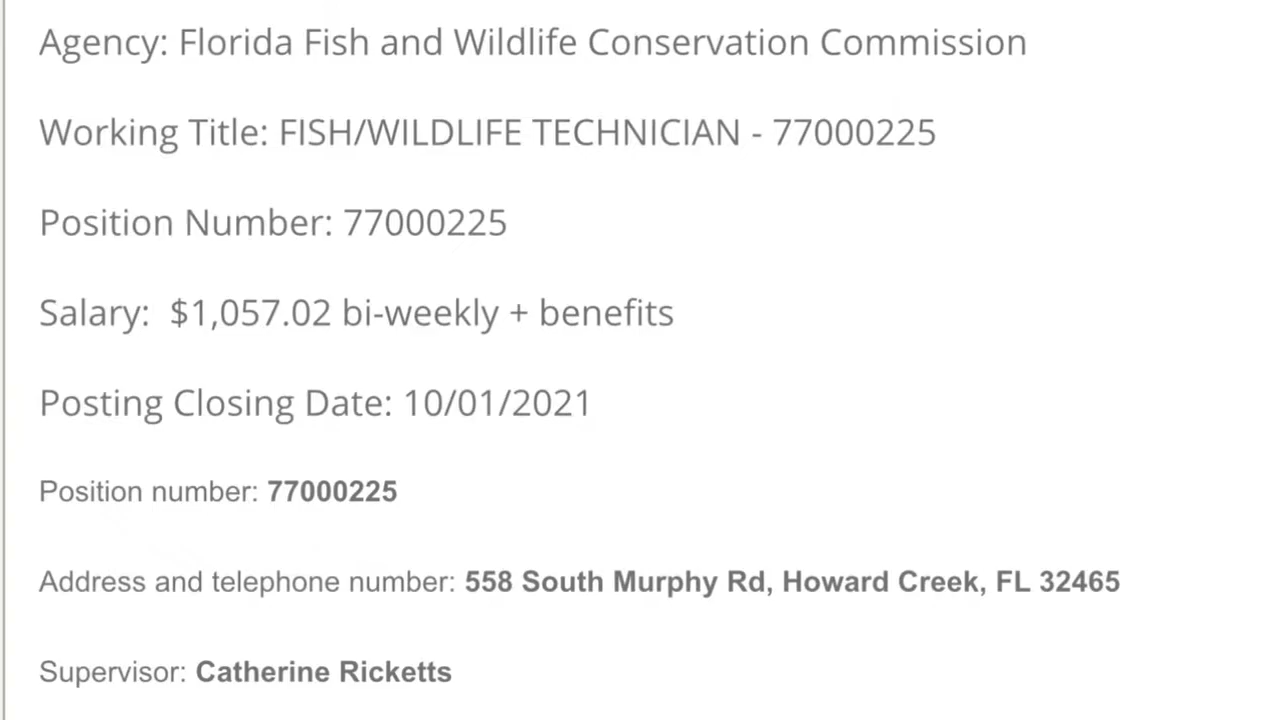 Agency: Florida Fish and Wildlife Conservation Commission
Working Title: FISH/WILDLIFE TECHNICIAN - 77000225
Position Number: 77000225
Salary:  $1,057.02 bi-weekly + benefits
Posting Closing Date: 10/01/2021
Position number: 77000225
Address and telephone number: 558 South Murphy Rd, Howard Creek, FL 32465
Supervisor: Catherine Ricketts